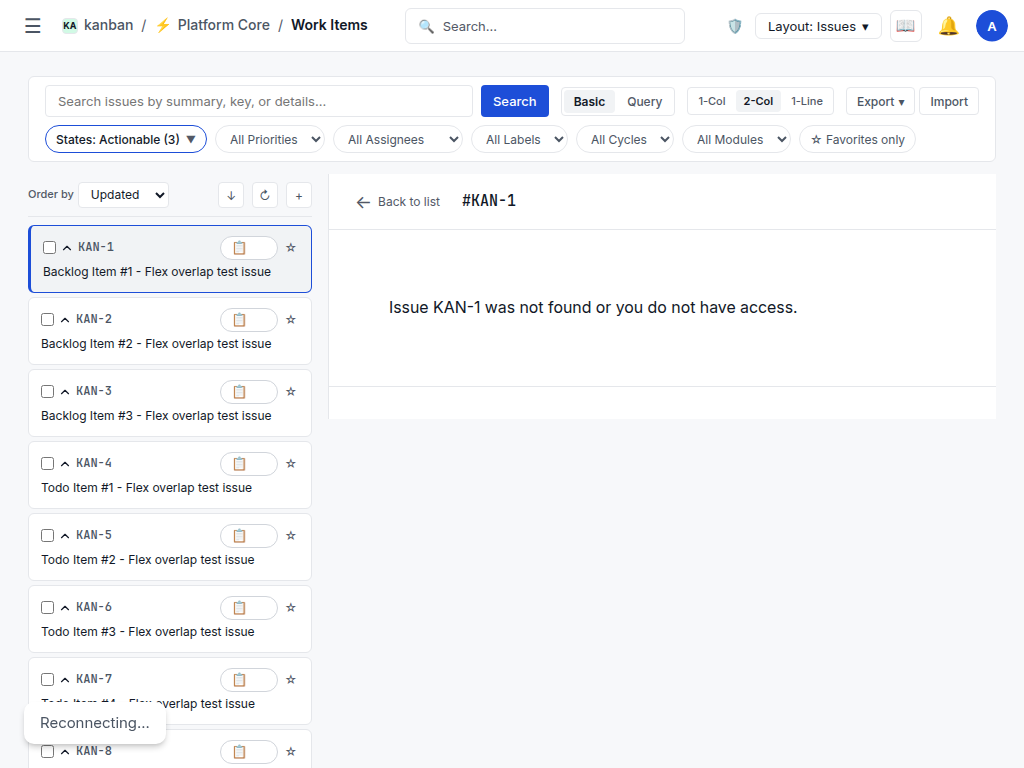 KA kanban / ⚡ Platform Core / Work Items
Search...
Layout: Issues ▾
A
Search issues by summary, key, or details...
Search
Basic Query
1-Col 2-Col 1-Line
Export ▾ Import
States: Actionable (3) ▼
All Priorities
All Assignees
All Labels
All Cycles
All Modules
☆ Favorites only
Order by Updated ↓ ↻ +
KAN-1
Backlog Item #1 - Flex overlap test issue
KAN-2
Backlog Item #2 - Flex overlap test issue
KAN-3
Backlog Item #3 - Flex overlap test issue
KAN-4
Todo Item #1 - Flex overlap test issue
KAN-5
Todo Item #2 - Flex overlap test issue
KAN-6
Todo Item #3 - Flex overlap test issue
KAN-7
Todo Item #4 - Flex overlap test issue
KAN-8
Reconnecting...
← Back to list #KAN-1
Issue KAN-1 was not found or you do not have access.